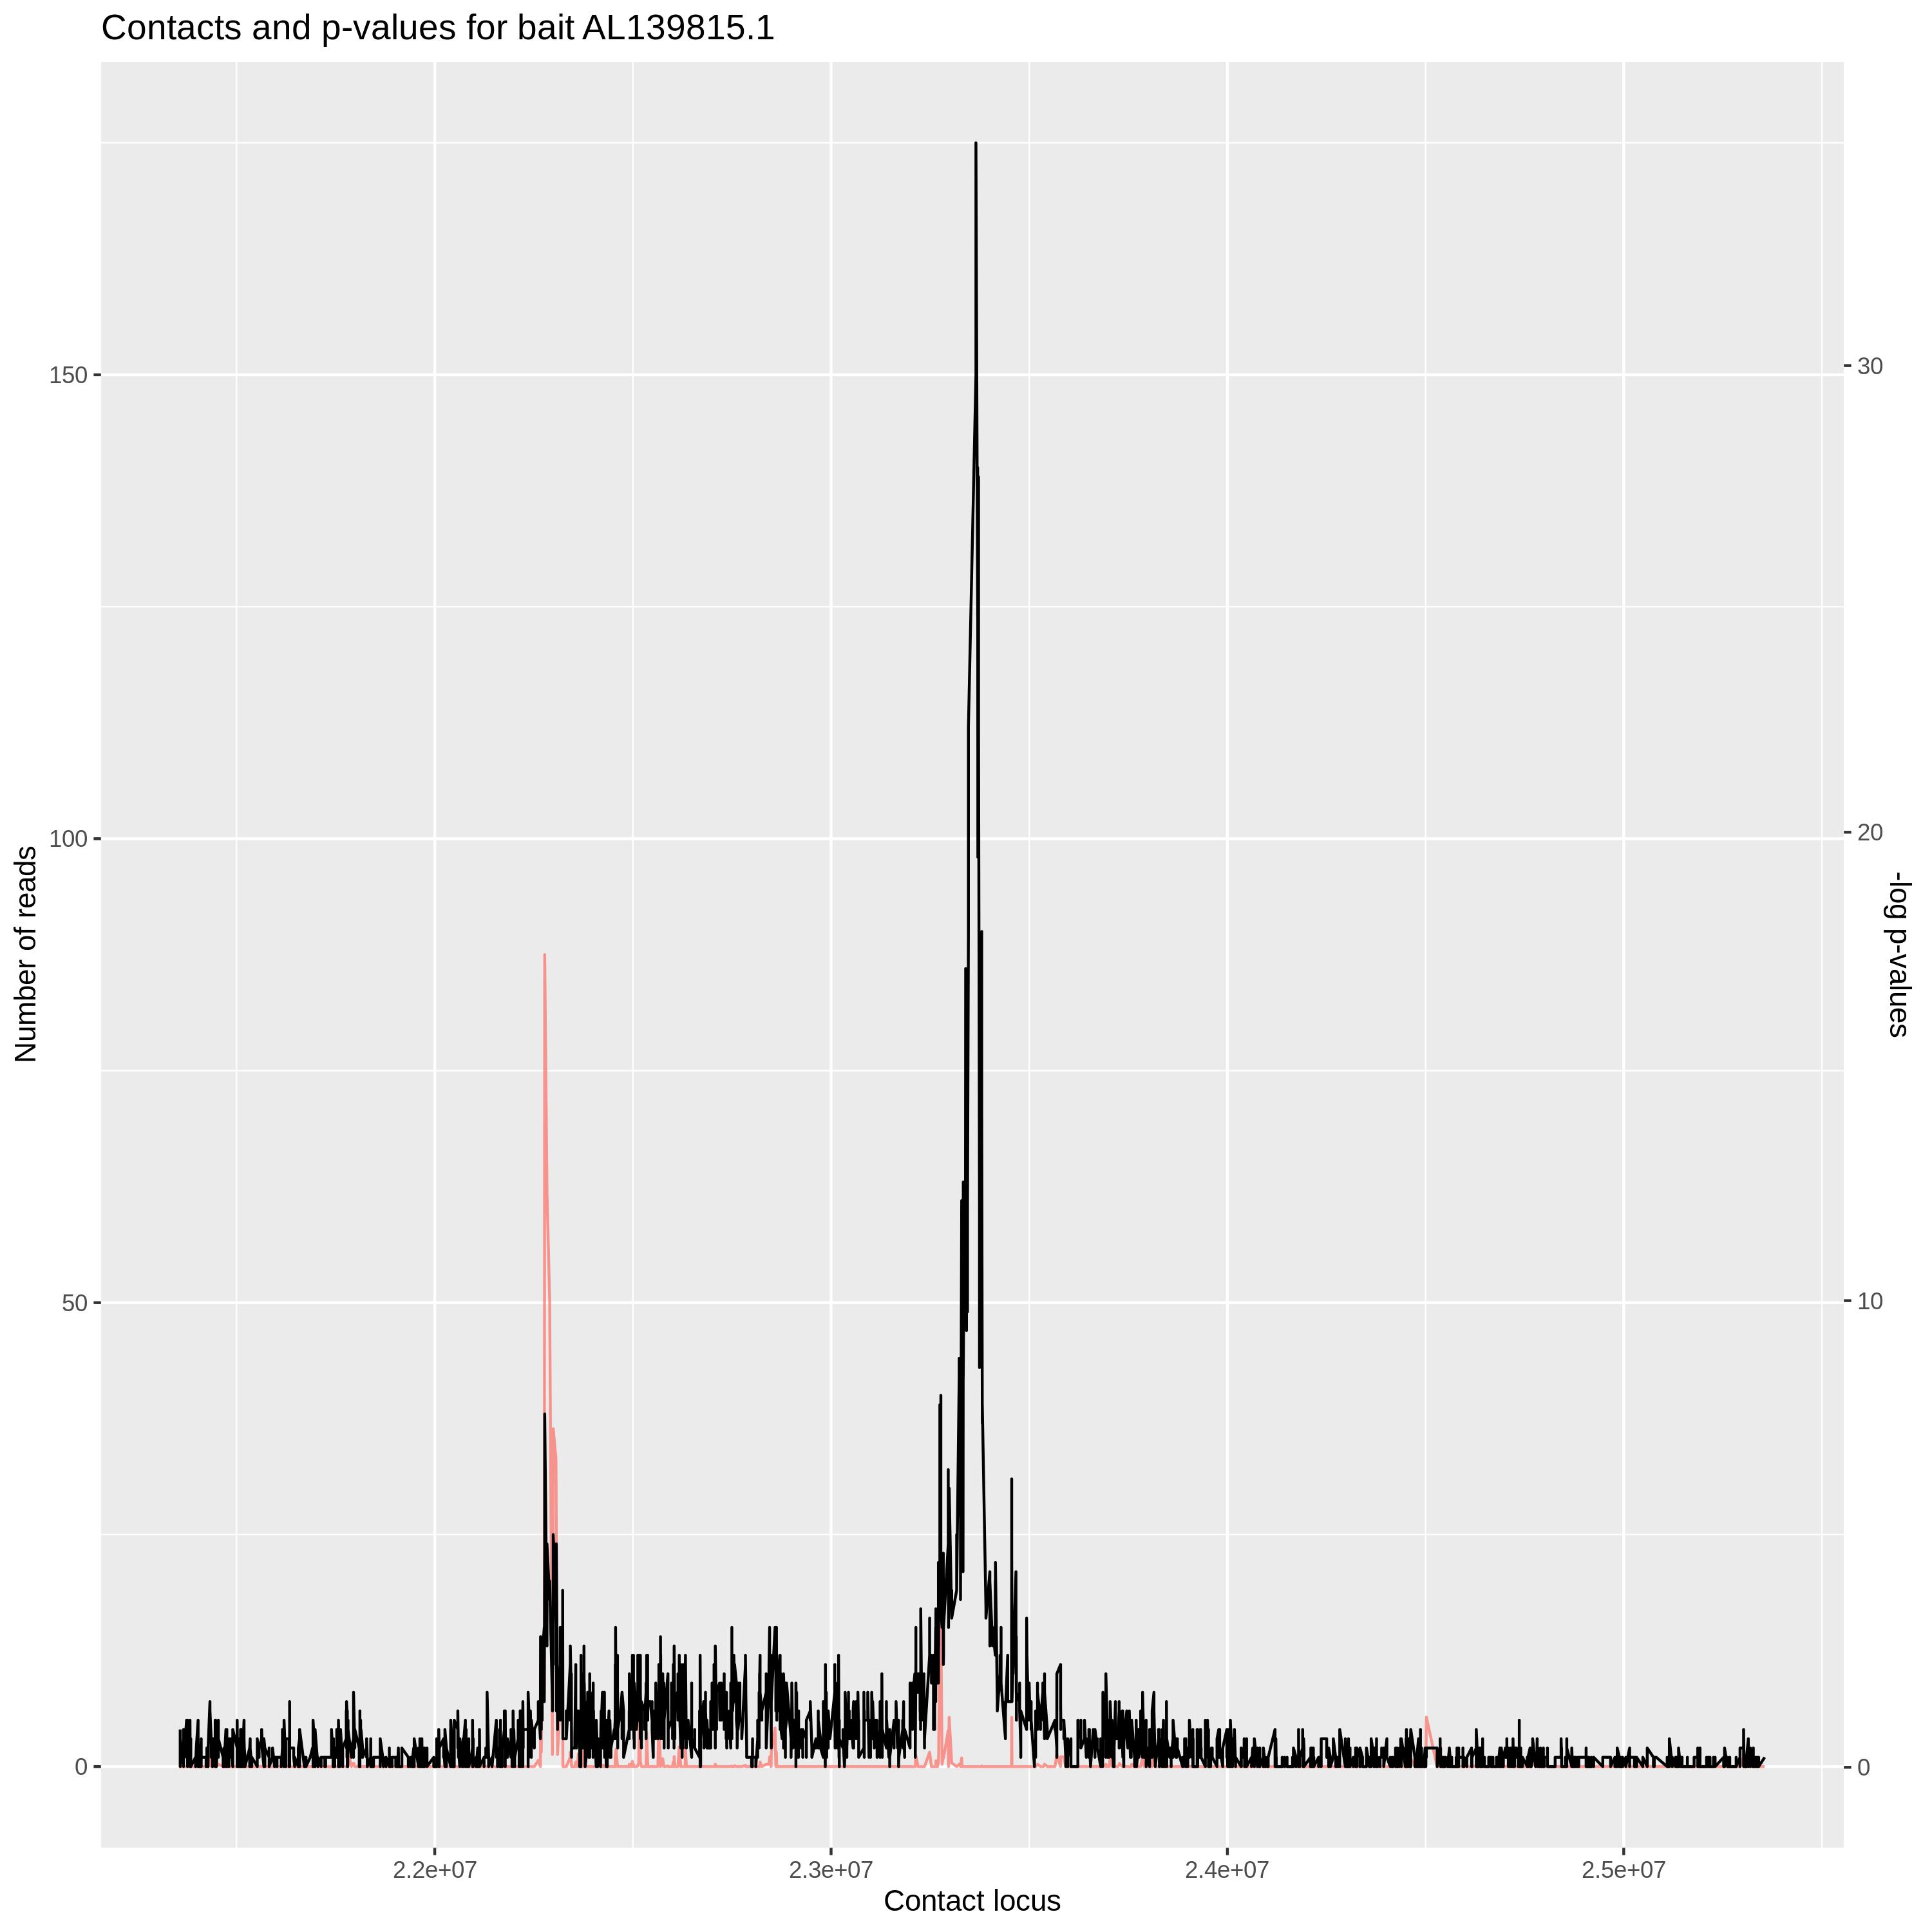 Contacts and p-values for bait AL139815.1
150
100
50
0
30
20
10
0
Number of reads
-log p-values
2.2e+07
2.3e+07
2.4e+07
2.5e+07
Contact locus